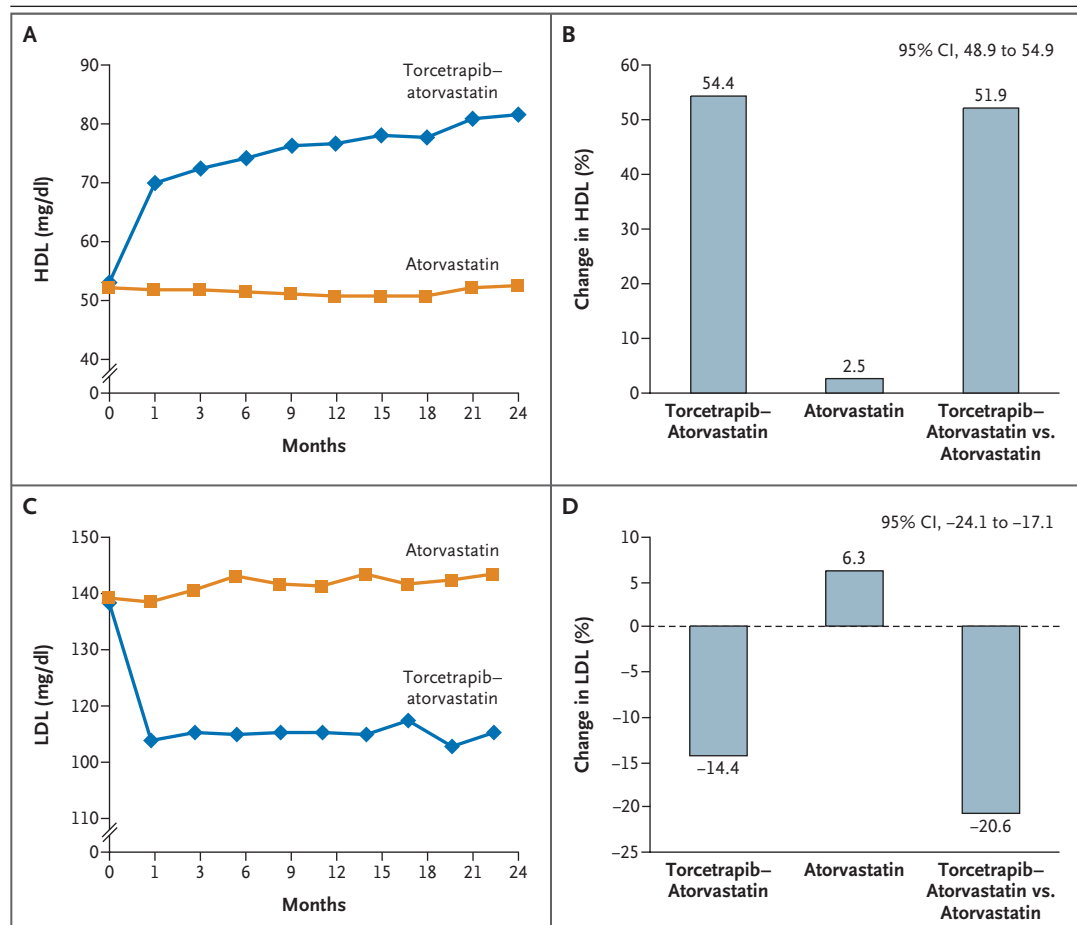 A
90
80
70
60
50
40
0
HDL (mg/dl)
Torcetrapib–
atorvastatin
Atorvastatin
0 1 3 6 9 12 15 18 21 24
Months
B
95% CI, 48.9 to 54.9
60
50
40
30
20
10
0
Change in HDL (%)
54.4
2.5
51.9
Torcetrapib–
Atorvastatin
Atorvastatin
Torcetrapib–
Atorvastatin vs.
Atorvastatin
C
150
140
130
120
100
110
0
LDL (mg/dl)
Atorvastatin
Torcetrapib–
atorvastatin
0 1 3 6 9 12 15 18 21 24
Months
D
95% CI, –24.1 to –17.1
10
5
0
–5
–10
–15
–20
–25
Change in LDL (%)
–14.4
6.3
–20.6
Torcetrapib–
Atorvastatin
Atorvastatin
Torcetrapib–
Atorvastatin vs.
Atorvastatin